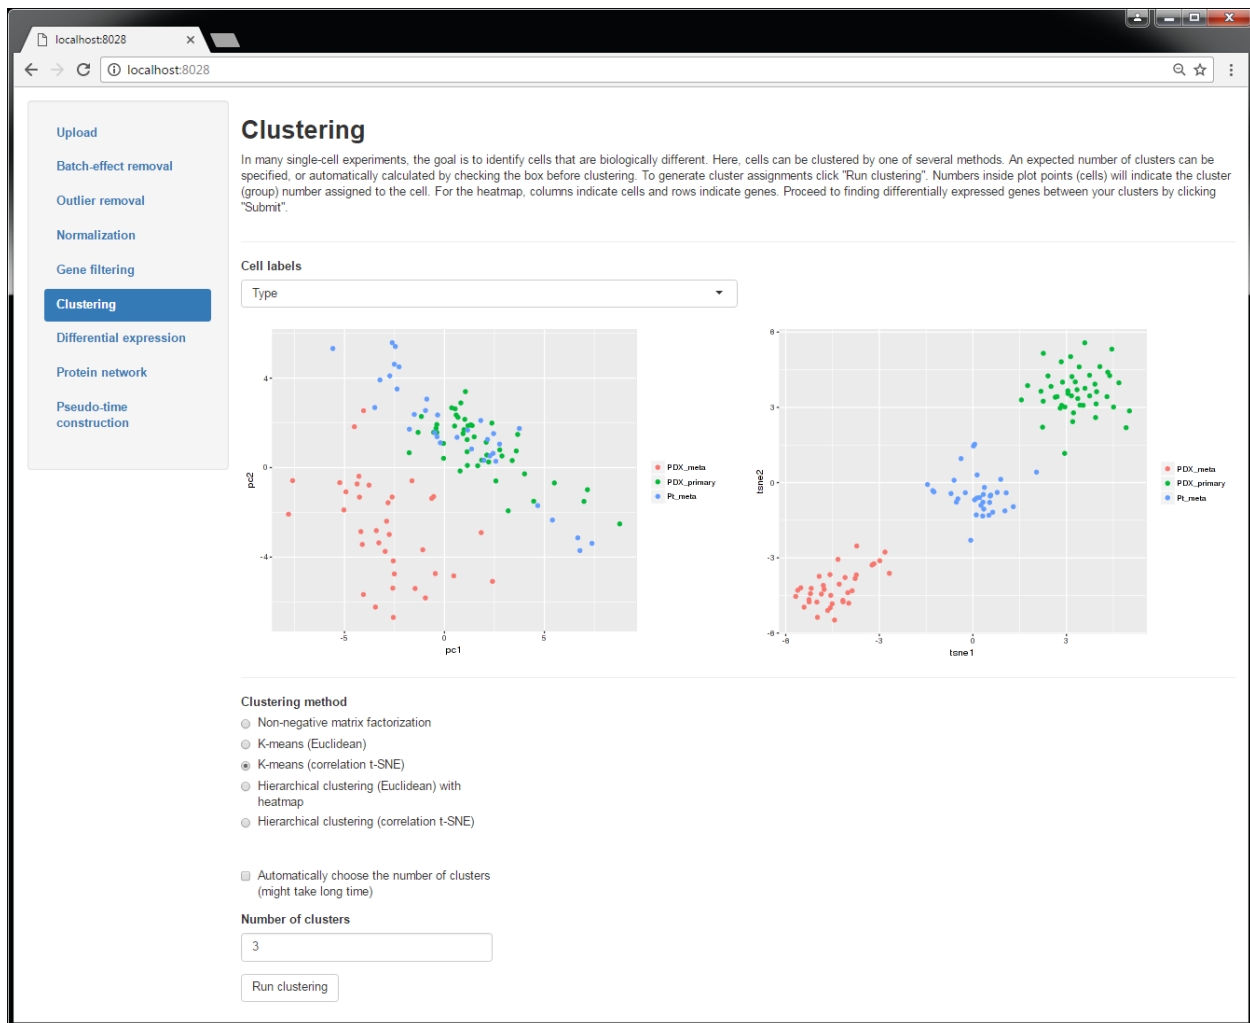 localhost:8028
localhost:8028
Upload
Batch-effect removal
Outlier removal
Normalization
Gene filtering
Clustering
Differential expression
Protein network
Pseudo-time
construction
Clustering
In many single-cell experiments, the goal is to identify cells that are biologically different. Here, cells can be clustered by one of several methods. An expected number of clusters can be
specified, or automatically calculated by checking the box before clustering. To generate cluster assignments click "Run clustering". Numbers inside plot points (cells) will indicate the cluster
(group) number assigned to the cell. For the heatmap, columns indicate cells and rows indicate genes. Proceed to finding differentially expressed genes between your clusters by clicking
"Submit".
Cell labels
Type
4
0
-4
pc2
-5
0
5
pc1
PDX_meta
PDX_primary
Pt_meta
6
3
0
-3
-6
tsne2
-6
-3
0
3
tsne1
PDX_meta
PDX_primary
Pt_meta
Clustering method
Non-negative matrix factorization
K-means (Euclidean)
K-means (correlation t-SNE)
Hierarchical clustering (Euclidean) with
heatmap
Hierarchical clustering (correlation t-SNE)
Automatically choose the number of clusters
(might take long time)
Number of clusters
3
Run clustering